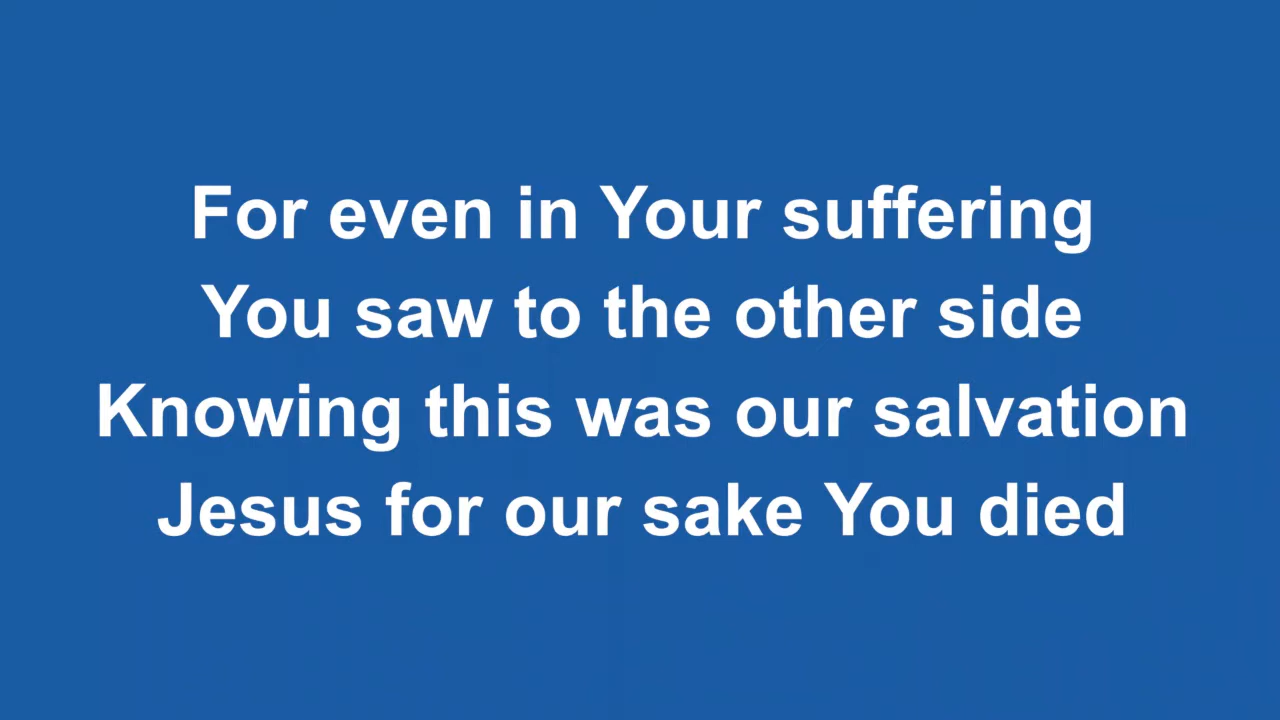 For even in Your suffering
You saw to the other side
Knowing this was our salvation
Jesus for our sake You died